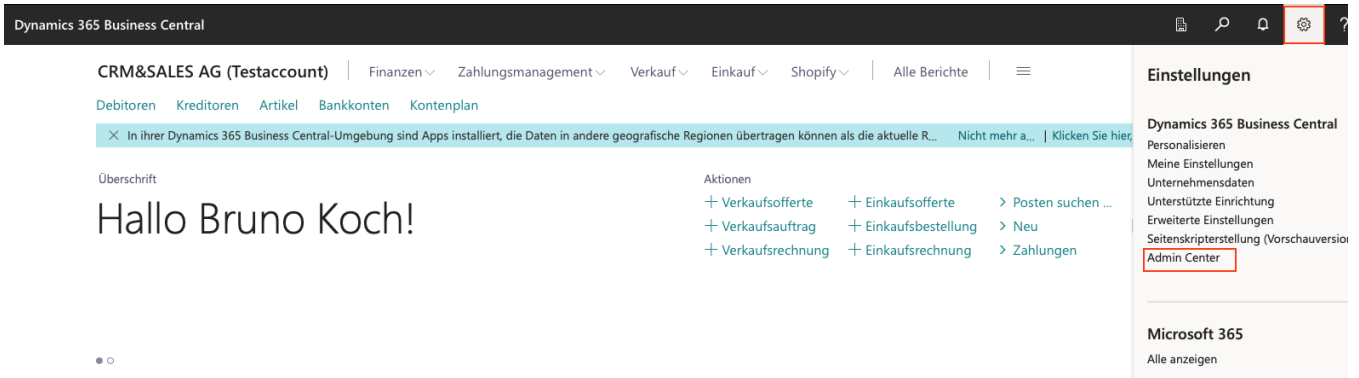 Dynamics 365 Business Central
?
CRM&SALES AG (Testaccount) Finanzen Zahlungsmanagement Verkauf Einkauf Shopify Alle Berichte
Debitoren Kreditoren Artikel Bankkonten Kontenplan
In ihrer Dynamics 365 Business Central-Umgebung sind Apps installiert, die Daten in andere geografische Regionen übertragen können als die aktuelle R... Nicht mehr a... | Klicken Sie hier,
Überschrift
Hallo Bruno Koch!
Aktionen
+ Verkaufsofferte + Einkaufsofferte > Posten suchen ...
+ Verkaufsauftrag + Einkaufsbestellung > Neu
+ Verkaufsrechnung + Einkaufsrechnung > Zahlungen
Einstellungen
Dynamics 365 Business Central
Personalisieren
Meine Einstellungen
Unternehmensdaten
Unterstützte Einrichtung
Erweiterte Einstellungen
Seitenskripterstellung (Vorschauversion
Admin Center
Microsoft 365
Alle anzeigen